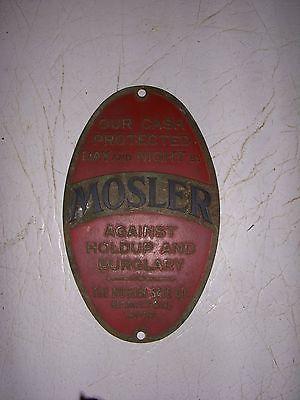 OUR CASH
PROTECTED
DAY AND NIGHT BY
MOSLER
AGAINST
HOLDUP AND
BURGLARY
THE MOSLER SAFE CO.